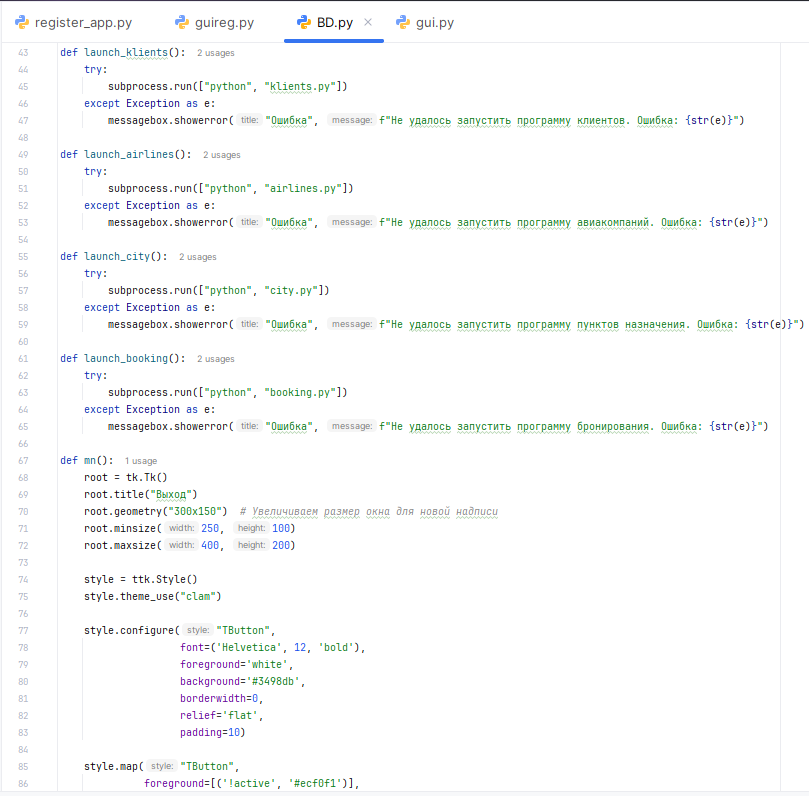 register_app.py guireg.py BD.py × gui.py
43 def launch_klients(): 2 usages
44 try:
45 subprocess.run(["python", "klients.py"])
46 except Exception as e:
47 messagebox.showerror( title: "Ошибка", message: f"Не удалось запустить программу клиентов. Ошибка: {str(e)}")
48
49 def launch_airlines(): 2 usages
50 try:
51 subprocess.run(["python", "airlines.py"])
52 except Exception as e:
53 messagebox.showerror( title: "Ошибка", message: f"Не удалось запустить программу авиакомпаний. Ошибка: {str(e)}")
54
55 def launch_city(): 2 usages
56 try:
57 subprocess.run(["python", "city.py"])
58 except Exception as e:
59 messagebox.showerror( title: "Ошибка", message: f"Не удалось запустить программу пунктов назначения. Ошибка: {str(e)}")
60
61 def launch_booking(): 2 usages
62 try:
63 subprocess.run(["python", "booking.py"])
64 except Exception as e:
65 messagebox.showerror( title: "Ошибка", message: f"Не удалось запустить программу бронирования. Ошибка: {str(e)}")
66
67 def mn(): 1 usage
68 root = tk.Tk()
69 root.title("Выход")
70 root.geometry("300x150") # Увеличиваем размер окна для новой надписи
71 root.minsize( width: 250, height: 100)
72 root.maxsize( width: 400, height: 200)
73
74 style = ttk.Style()
75 style.theme_use("clam")
76
77 style.configure( style: "TButton",
78 font=('Helvetica', 12, 'bold'),
79 foreground='white',
80 background='#3498db',
81 borderwidth=0,
82 relief='flat',
83 padding=10)
84
85 style.map( style: "TButton",
86 foreground=[('!active', '#ecf0f1')],